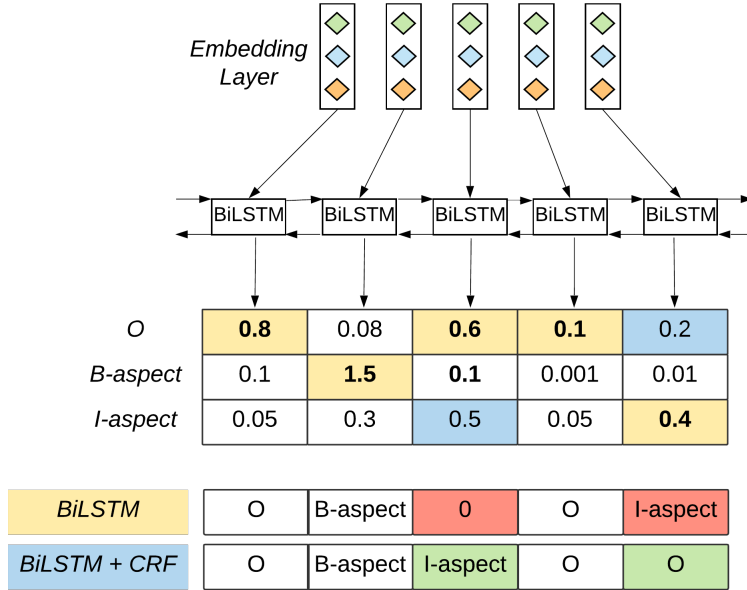 Embedding
Layer
BiLSTM BiLSTM BiLSTM BiLSTM BiLSTM
O 0.8 0.08 0.6 0.1 0.2
B-aspect 0.1 1.5 0.1 0.001 0.01
I-aspect 0.05 0.3 0.5 0.05 0.4
BiLSTM O B-aspect 0 O I-aspect
BiLSTM + CRF O B-aspect I-aspect O O